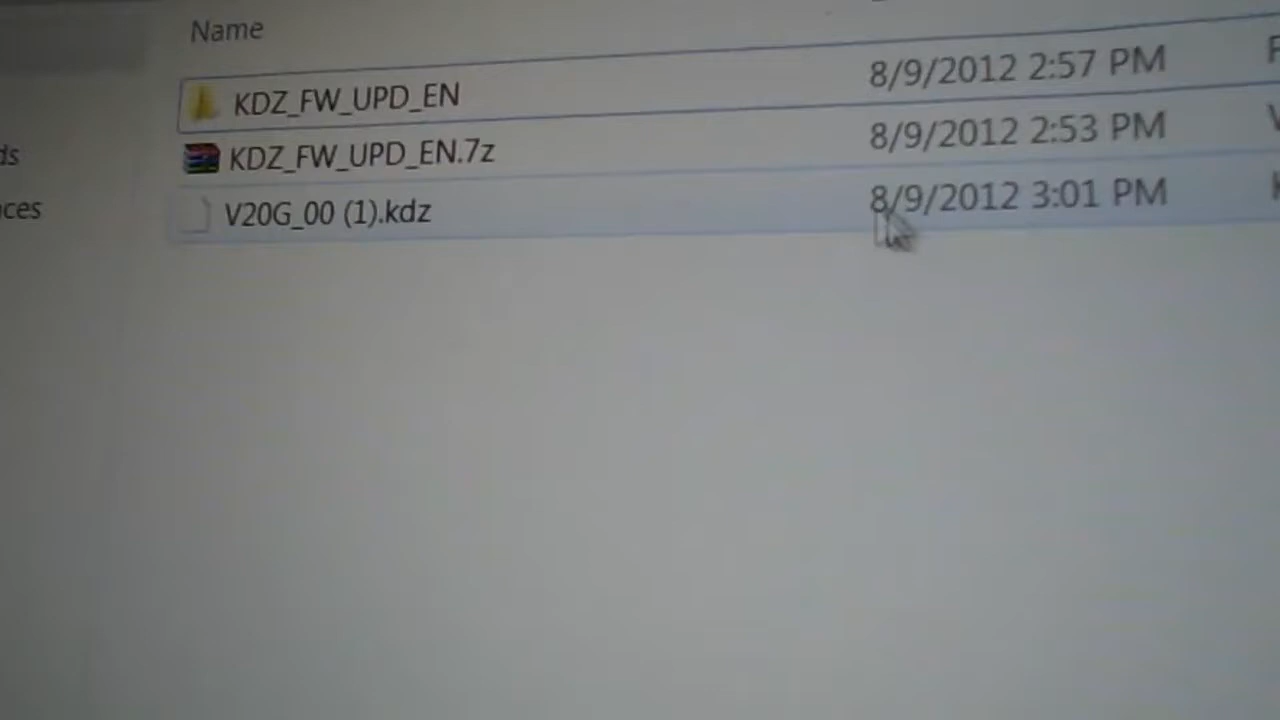 Name
KDZ_FW_UPD_EN 8/9/2012 2:57 PM
KDZ_FW_UPD_EN.7z 8/9/2012 2:53 PM
V20G_00 (1).kdz 8/9/2012 3:01 PM